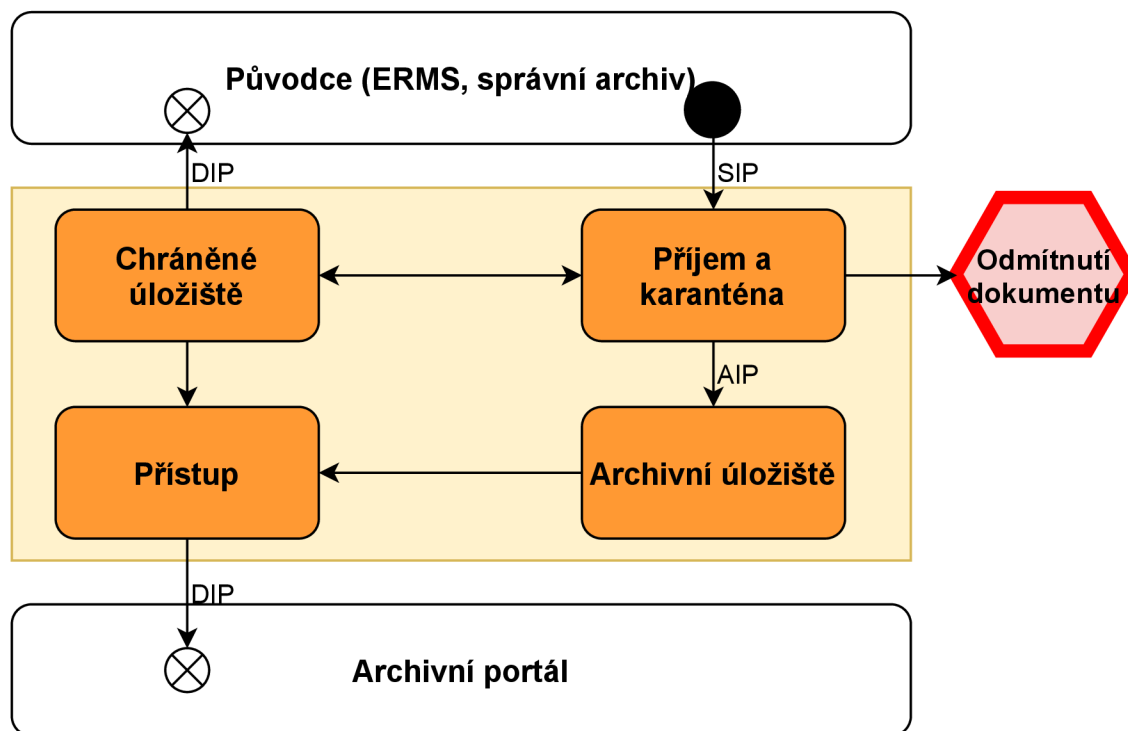 Původce (ERMS, správní archiv)
DIP
SIP
Chráněné
úložiště
Příjem a
karanténa
Odmítnutí
dokumentu
AIP
Přístup
Archivní úložiště
DIP
Archivní portál